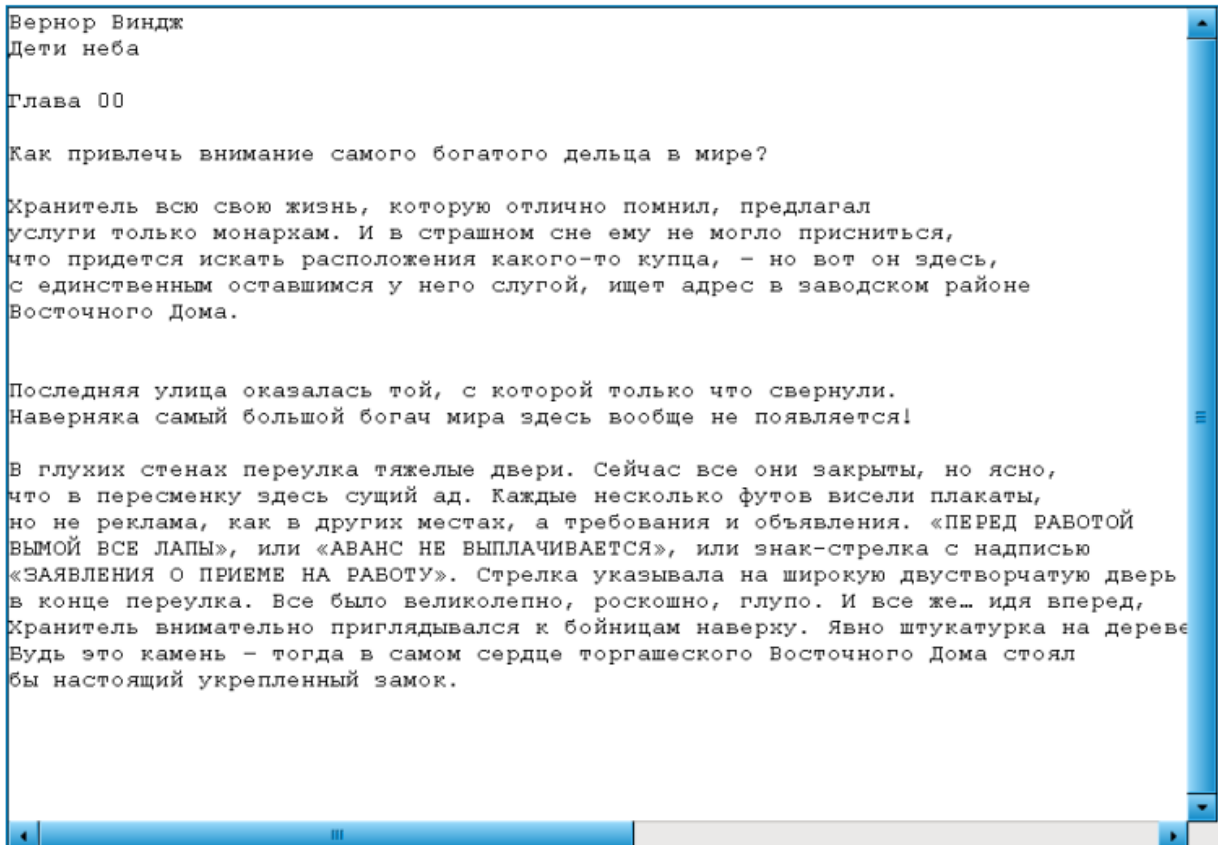 Вернор Виндж
Дети неба
Глава 00
Как привлечь внимание самого богатого дельца в мире?
Хранитель всю свою жизнь, которую отлично помнил, предлагал
услуги только монархам. И в страшном сне ему не могло присниться,
что придется искать расположения какого-то купца, – но вот он здесь,
с единственным оставшимся у него слугой, ищет адрес в заводском районе
Восточного Дома.
Последняя улица оказалась той, с которой только что свернули.
Наверняка самый большой богач мира здесь вообще не появляется!
В глухих стенах переулка тяжелые двери. Сейчас все они закрыты, но ясно,
что в пересменку здесь сущий ад. Каждые несколько футов висели плакаты,
но не реклама, как в других местах, а требования и объявления. «ПЕРЕД РАБОТОЙ
ВЫМОЙ ВСЕ ЛАПЫ», или «АВАНС НЕ ВЫПЛАЧИВАЕТСЯ», или знак-стрелка с надписью
«ЗАЯВЛЕНИЯ О ПРИЕМЕ НА РАБОТУ». Стрелка указывала на широкую двустворчатую дверь
в конце переулка. Все было великолепно, роскошно, глупо. И все же… идя вперед,
Хранитель внимательно приглядывался к бойницам наверху. Явно штукатурка на дереве
Будь это камень – тогда в самом сердце торгашеского Восточного Дома стоял
бы настоящий укрепленный замок.